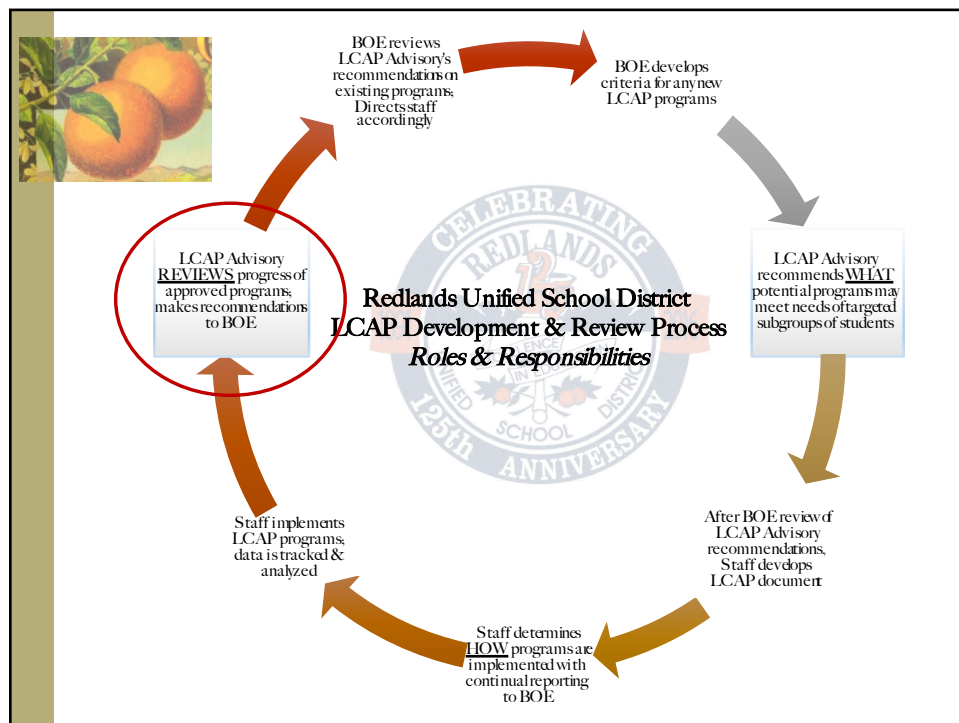 BOE reviews
LCAP Advisory's
recommendations on
existing programs;
Directs staff
accordingly
BOE develops
criteria for any new
LCAP programs
LCAP Advisory
recommends WHAT
potential programs may
meet needs of targeted
subgroups of students
After BOE review of
LCAP Advisory
recommendations,
Staff develops
LCAP document
Staff determines
HOW programs are
implemented with
continual reporting
to BOE
Staff implements
LCAP programs;
data is tracked &
analyzed
LCAP Advisory
REVIEWS progress of
approved programs;
makes recommendations
to BOE
Redlands Unified School District
LCAP Development & Review Process
Roles & Responsibilities
CELEBRATING
REDLANDS
UNIFIED SCHOOL DISTRICT
IN EDUCATION
125th ANNIVERSARY